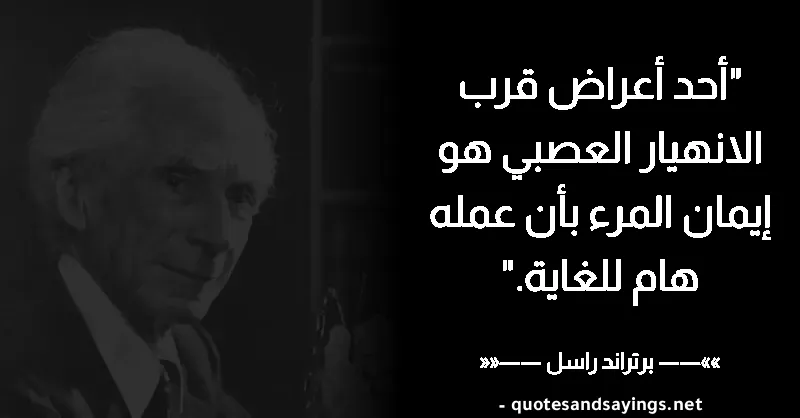 "أحد أعراض قرب
الانهيار العصبي هو
إيمان المرء بأن عمله
هام للغاية."
»»—— برتراند راسل ——««
- quotesandsayings.net